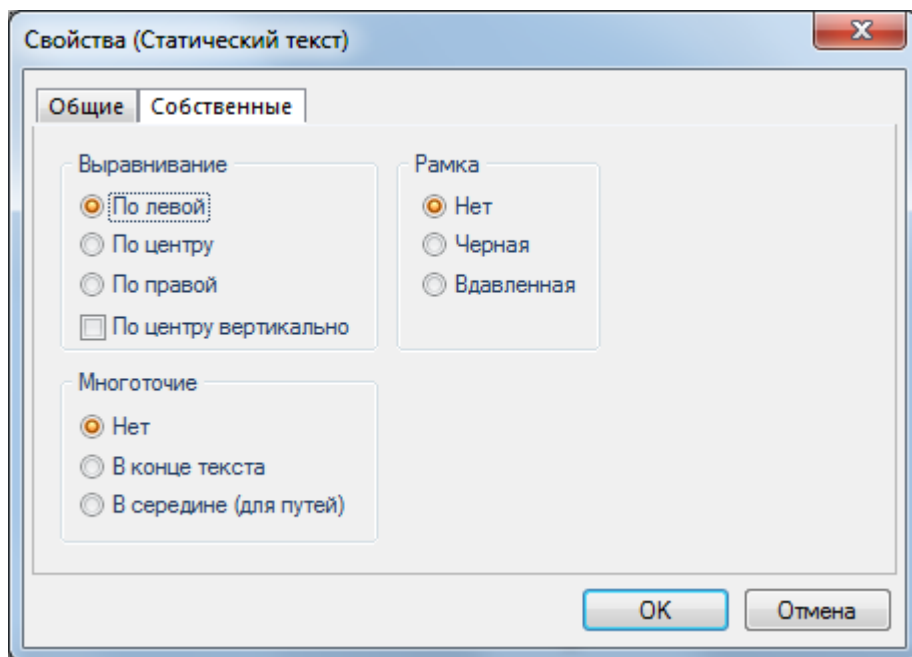 Свойства (Статический текст)
Общие Собственные
Выравнивание
По левой
По центру
По правой
По центру вертикально
Рамка
Нет
Черная
Вдавленная
Многоточие
Нет
В конце текста
В середине (для путей)
OK Отмена